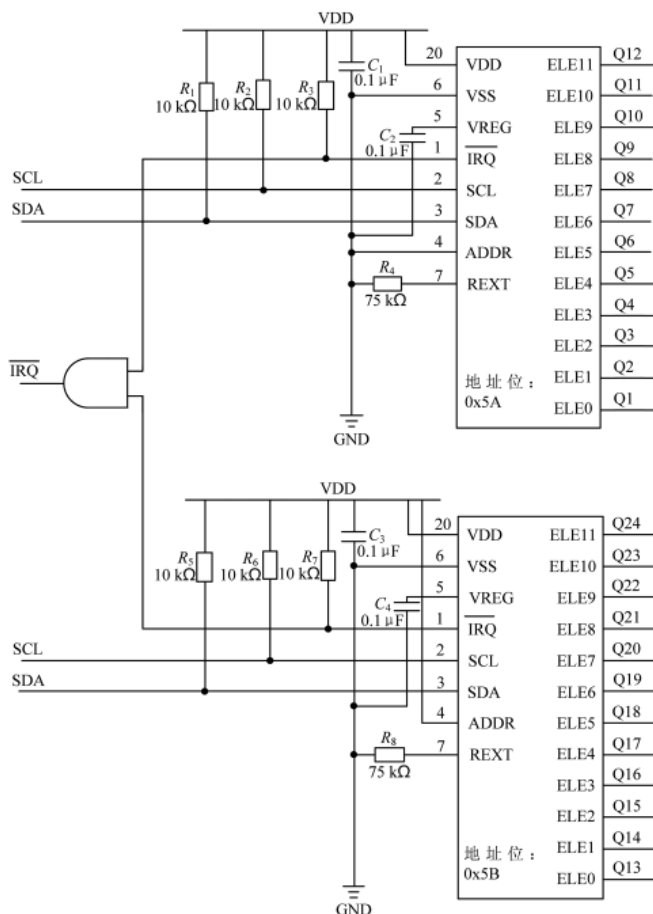 VDD
C1
0.1 μF
R1
10 kΩ
R2
10 kΩ
R3
10 kΩ
C2
0.1 μF
20 VDD ELE11 Q12
6 VSS ELE10 Q11
5 VREG ELE9 Q10
1 IRQ ELE8 Q9
SCL 2 SCL ELE7 Q8
SDA 3 SDA ELE6 Q7
4 ADDR ELE5 Q6
R4
75 kΩ
7 REXT ELE4 Q5
ELE3 Q4
ELE2 Q3
地址位: ELE1 Q2
0x5A ELE0 Q1
GND
IRQ
VDD
C3
0.1 μF
R5
10 kΩ
R6
10 kΩ
R7
10 kΩ
C4
0.1 μF
20 VDD ELE11 Q24
6 VSS ELE10 Q23
5 VREG ELE9 Q22
1 IRQ ELE8 Q21
SCL 2 SCL ELE7 Q20
SDA 3 SDA ELE6 Q19
4 ADDR ELE5 Q18
R8
75 kΩ
7 REXT ELE4 Q17
ELE3 Q16
ELE2 Q15
地址位: ELE1 Q14
0x5B ELE0 Q13
GND